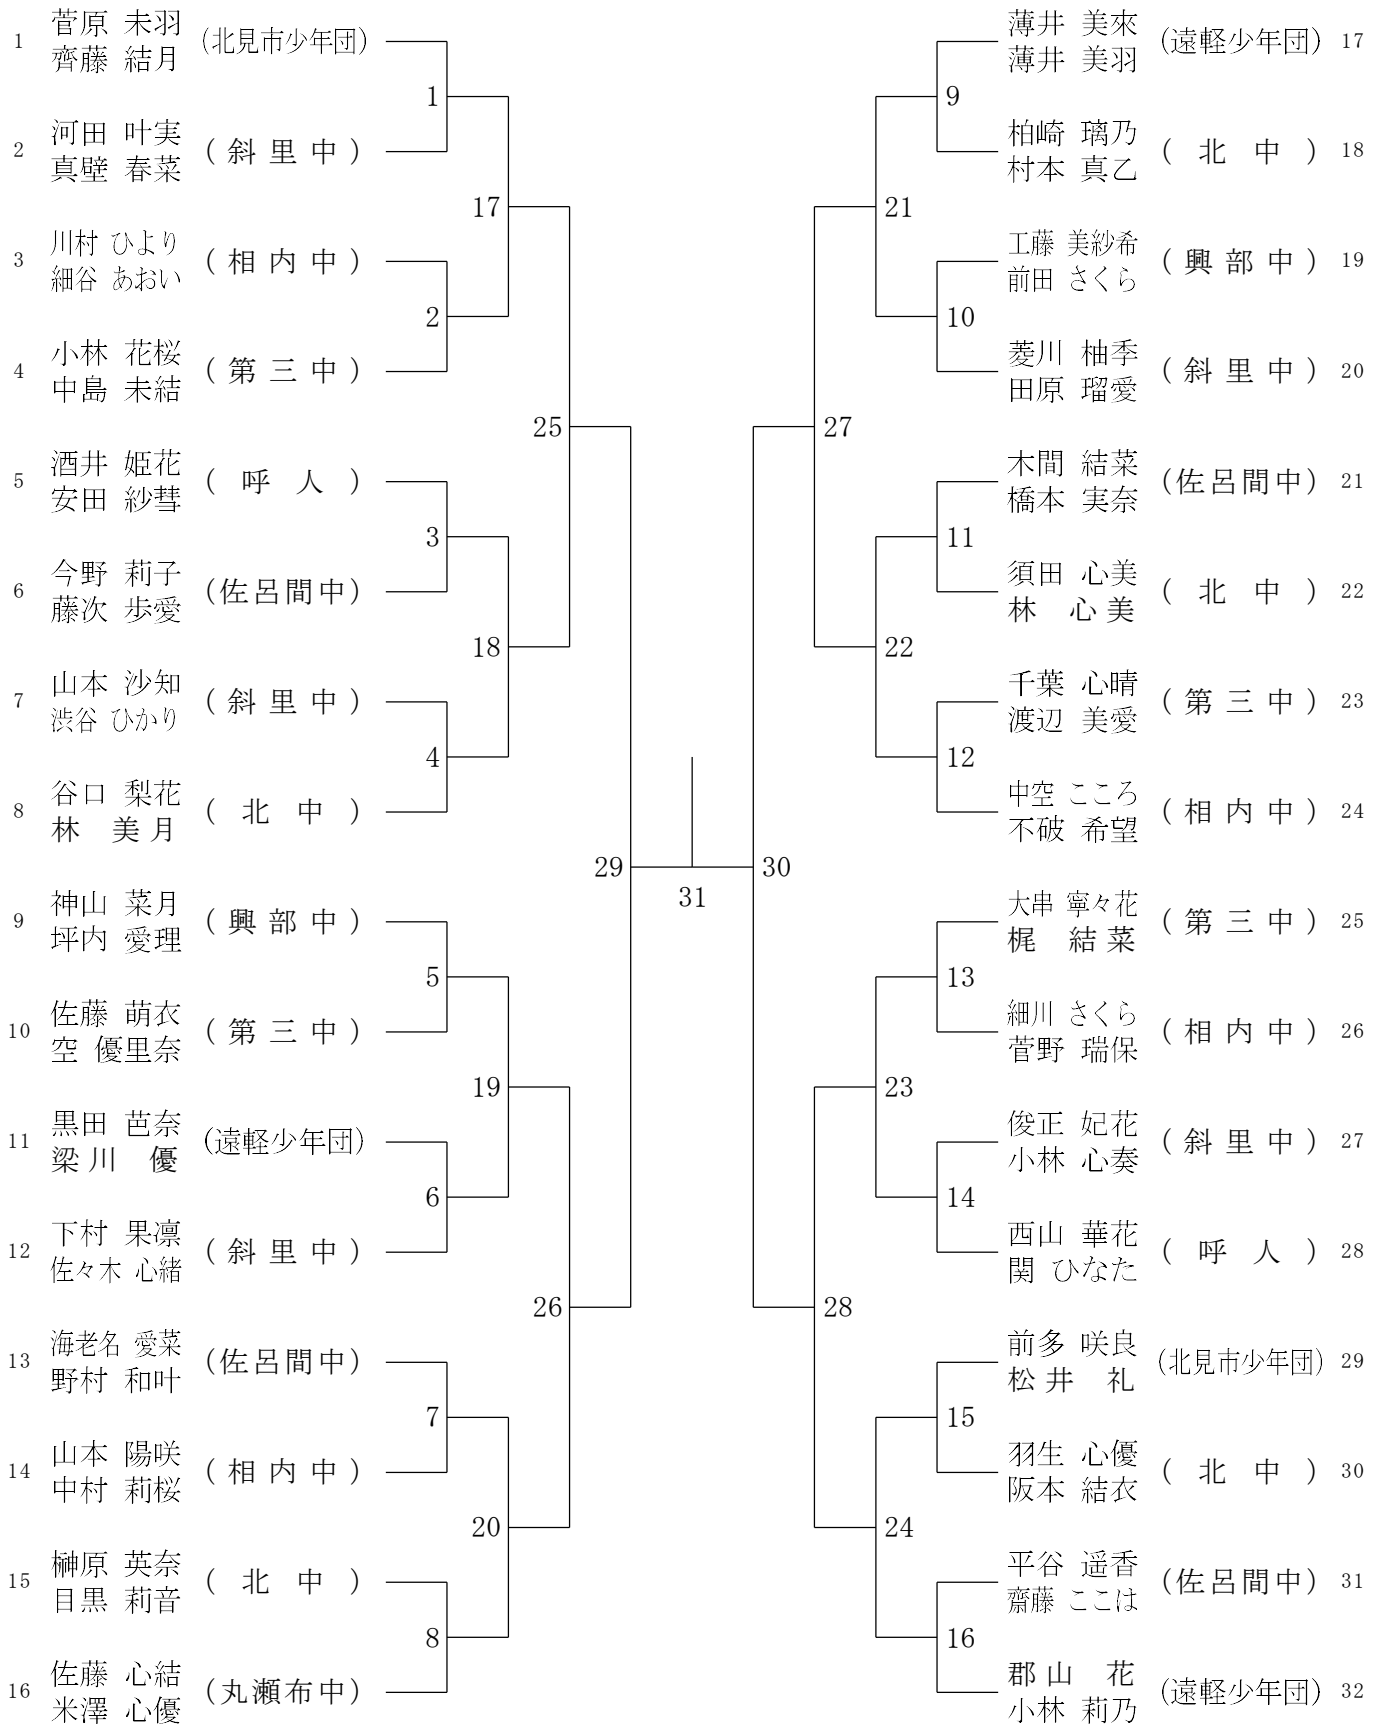 1 菅原 未羽 (北見市少年団)
齊藤 結月
2 河田 叶実 (斜里中)
真壁 春菜
3 川村 ひより (相内中)
細谷 あおい
4 小林 花桜 (第三中)
中島 未結
5 酒井 姫花 (呼人)
安田 紗彗
6 今野 莉子 (佐呂間中)
藤次 歩愛
7 山本 沙知 (斜里中)
渋谷 ひかり
8 谷口 梨花 (北中)
林 美月
9 神山 菜月 (興部中)
坪内 愛理
10 佐藤 萌衣 (第三中)
空 優里奈
11 黒田 芭奈 (遠軽少年団)
梁川 優
12 下村 果凛 (斜里中)
佐々木 心緒
13 海老名 愛菜 (佐呂間中)
野村 和叶
14 山本 陽咲 (相内中)
中村 莉桜
15 榊原 英奈 (北中)
目黒 莉音
16 佐藤 心結 (丸瀬布中)
米澤 心優
1
2
3
4
5
6
7
8
17
18
19
20
25
26
29
31
30
27
28
21
22
23
24
9
10
11
12
13
14
15
16
薄井 美來 (遠軽少年団) 17
薄井 美羽
柏崎 璃乃 (北中) 18
村本 真乙
工藤 美紗希 (興部中) 19
前田 さくら
菱川 柚季 (斜里中) 20
田原 瑠愛
木間 結菜 (佐呂間中) 21
橋本 実奈
須田 心美 (北中) 22
林 心美
千葉 心晴 (第三中) 23
渡辺 美愛
中空 こころ (相内中) 24
不破 希望
大串 寧々花 (第三中) 25
梶 結菜
細川 さくら (相内中) 26
菅野 瑞保
俊正 妃花 (斜里中) 27
小林 心奏
西山 華花 (呼人) 28
関 ひなた
前多 咲良 (北見市少年団) 29
松井 礼
羽生 心優 (北中) 30
阪本 結衣
平谷 遥香 (佐呂間中) 31
齋藤 ここは
郡山 花 (遠軽少年団) 32
小林 莉乃